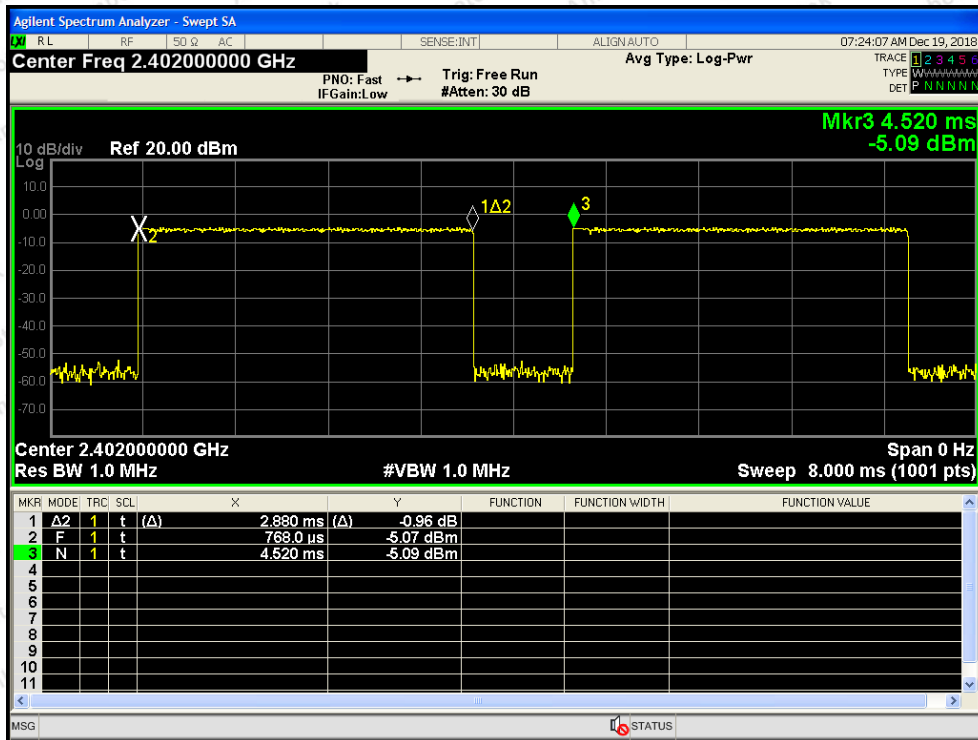 Agilent Spectrum Analyzer - Swept SA
LXI RL RF 50 Ω AC SENSE:INT ALIGN AUTO 07:24:07 AM Dec 19, 2018
Center Freq 2.402000000 GHz
PNO: Fast Trig: Free Run
IFGain:Low #Atten: 30 dB
Avg Type: Log-Pwr
TRACE 1 2 3 4 5 6
TYPE WWWWWW
DET P N N N N N
Mkr3 4.520 ms
-5.09 dBm
10 dB/div Ref 20.00 dBm
Log
10.0
0.00
-10.0
-20.0
-30.0
-40.0
-50.0
-60.0
-70.0
X2
1Δ2
3
Center 2.402000000 GHz Span 0 Hz
Res BW 1.0 MHz #VBW 1.0 MHz Sweep 8.000 ms (1001 pts)
MKR MODE TRC SCL X Y FUNCTION FUNCTION WIDTH FUNCTION VALUE
1 Δ2 1 t (Δ) 2.880 ms (Δ) -0.96 dB
2 F 1 t 768.0 µs -5.07 dBm
3 N 1 t 4.520 ms -5.09 dBm
4
5
6
7
8
9
10
11
MSG STATUS